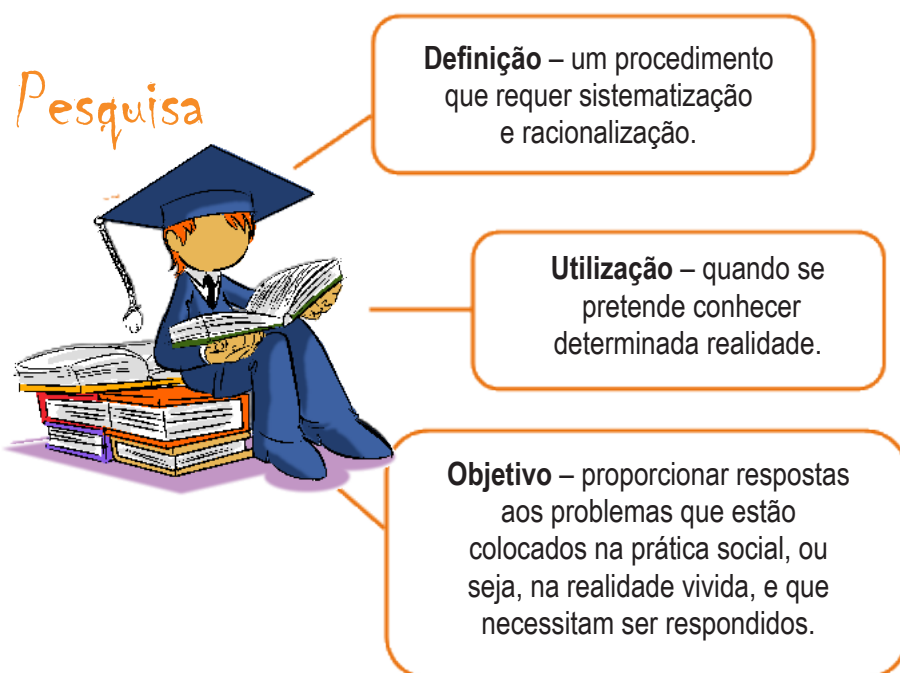 Pesquisa
Definição – um procedimento
que requer sistematização
e racionalização.
Utilização – quando se
pretende conhecer
determinada realidade.
Objetivo – proporcionar respostas
aos problemas que estão
colocados na prática social, ou
seja, na realidade vivida, e que
necessitam ser respondidos.